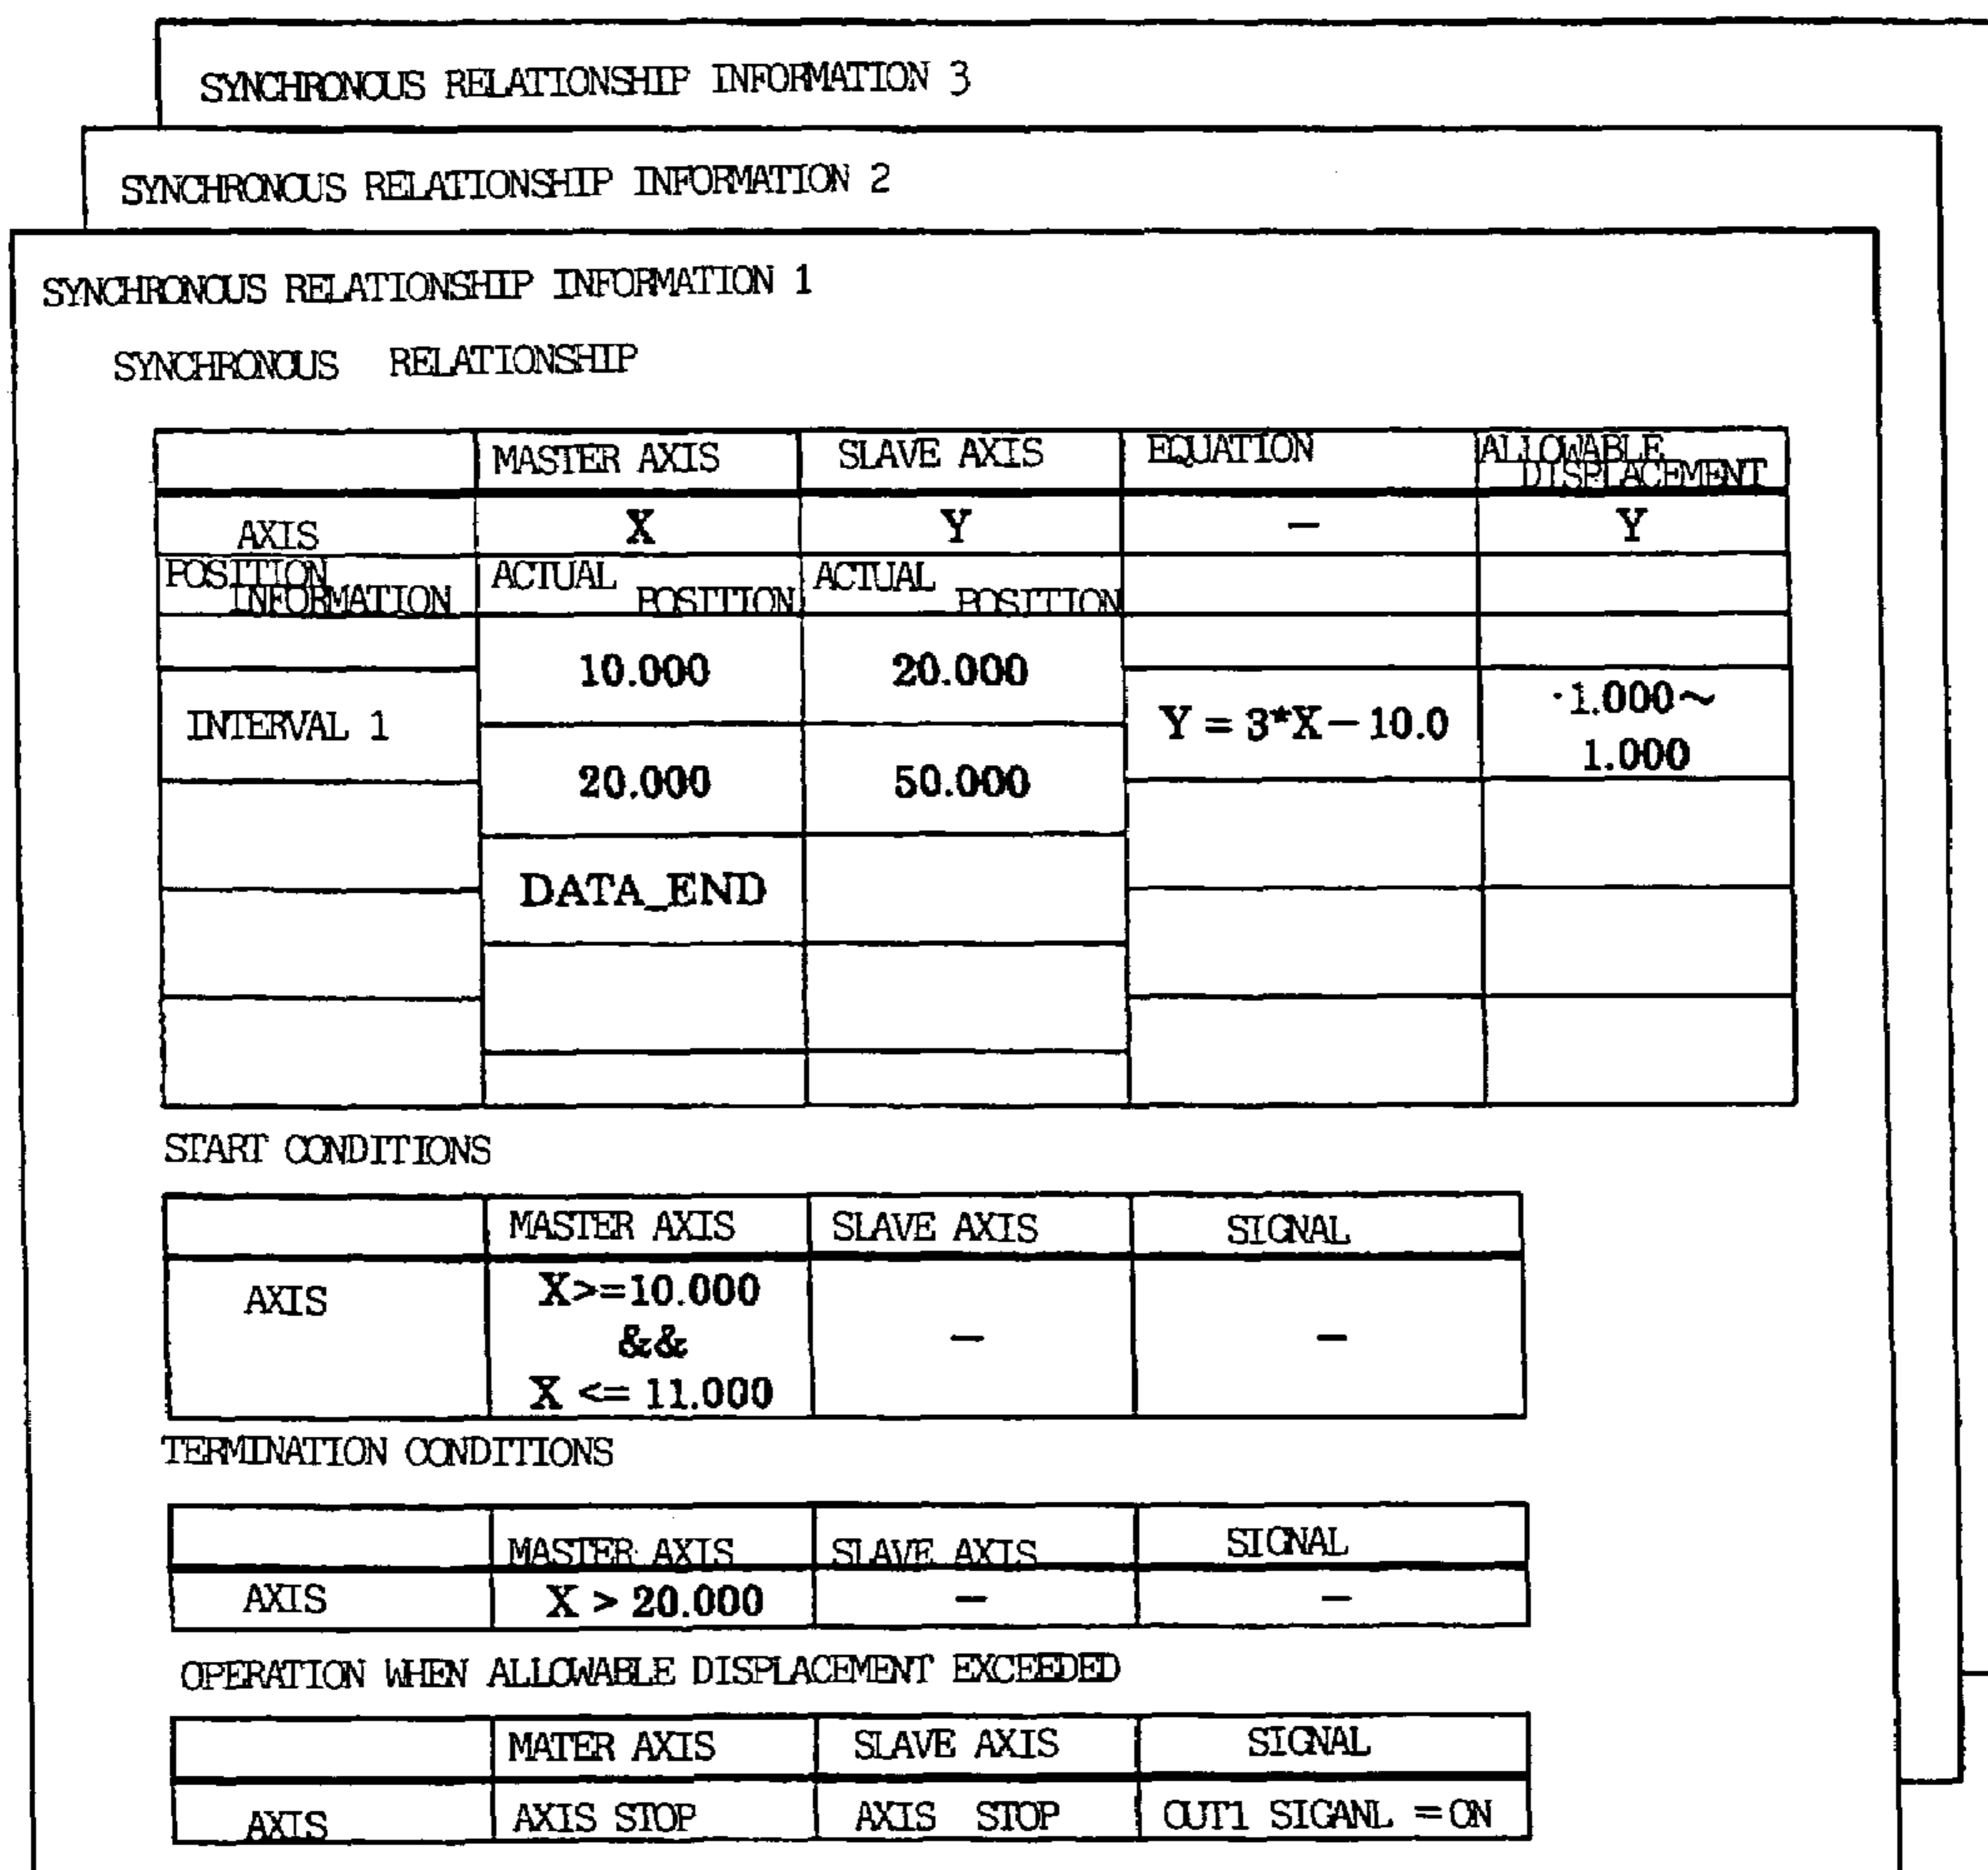 SYNCHRONOUS RELATIONSHIP INFORMATION 3
SYNCHRONOUS RELATIONSHIP INFORMATION 2
SYNCHRONOUS RELATIONSHIP INFORMATION 1
SYNCHRONOUS RELATIONSHIP
MASTER AXIS SLAVE AXIS EQUATION ALLOWABLE DISPLACEMENT
AXIS X Y — Y
POSITION INFORMATION ACTUAL POSITION ACTUAL POSITION
10.000 20.000
INTERVAL 1 Y = 3*X − 10.0 -1.000~
1.000
20.000 50.000
DATA_END
START CONDITIONS
MASTER AXIS SLAVE AXIS SIGNAL
AXIS X>=10.000
&& — —
X <= 11.000
TERMINATION CONDITIONS
MASTER AXIS SLAVE AXIS SIGNAL
AXIS X > 20.000 — —
OPERATION WHEN ALLOWABLE DISPLACEMENT EXCEEDED
MATER AXIS SLAVE AXIS SIGNAL
AXIS AXIS STOP AXIS STOP OUT1 SIGANL = ON